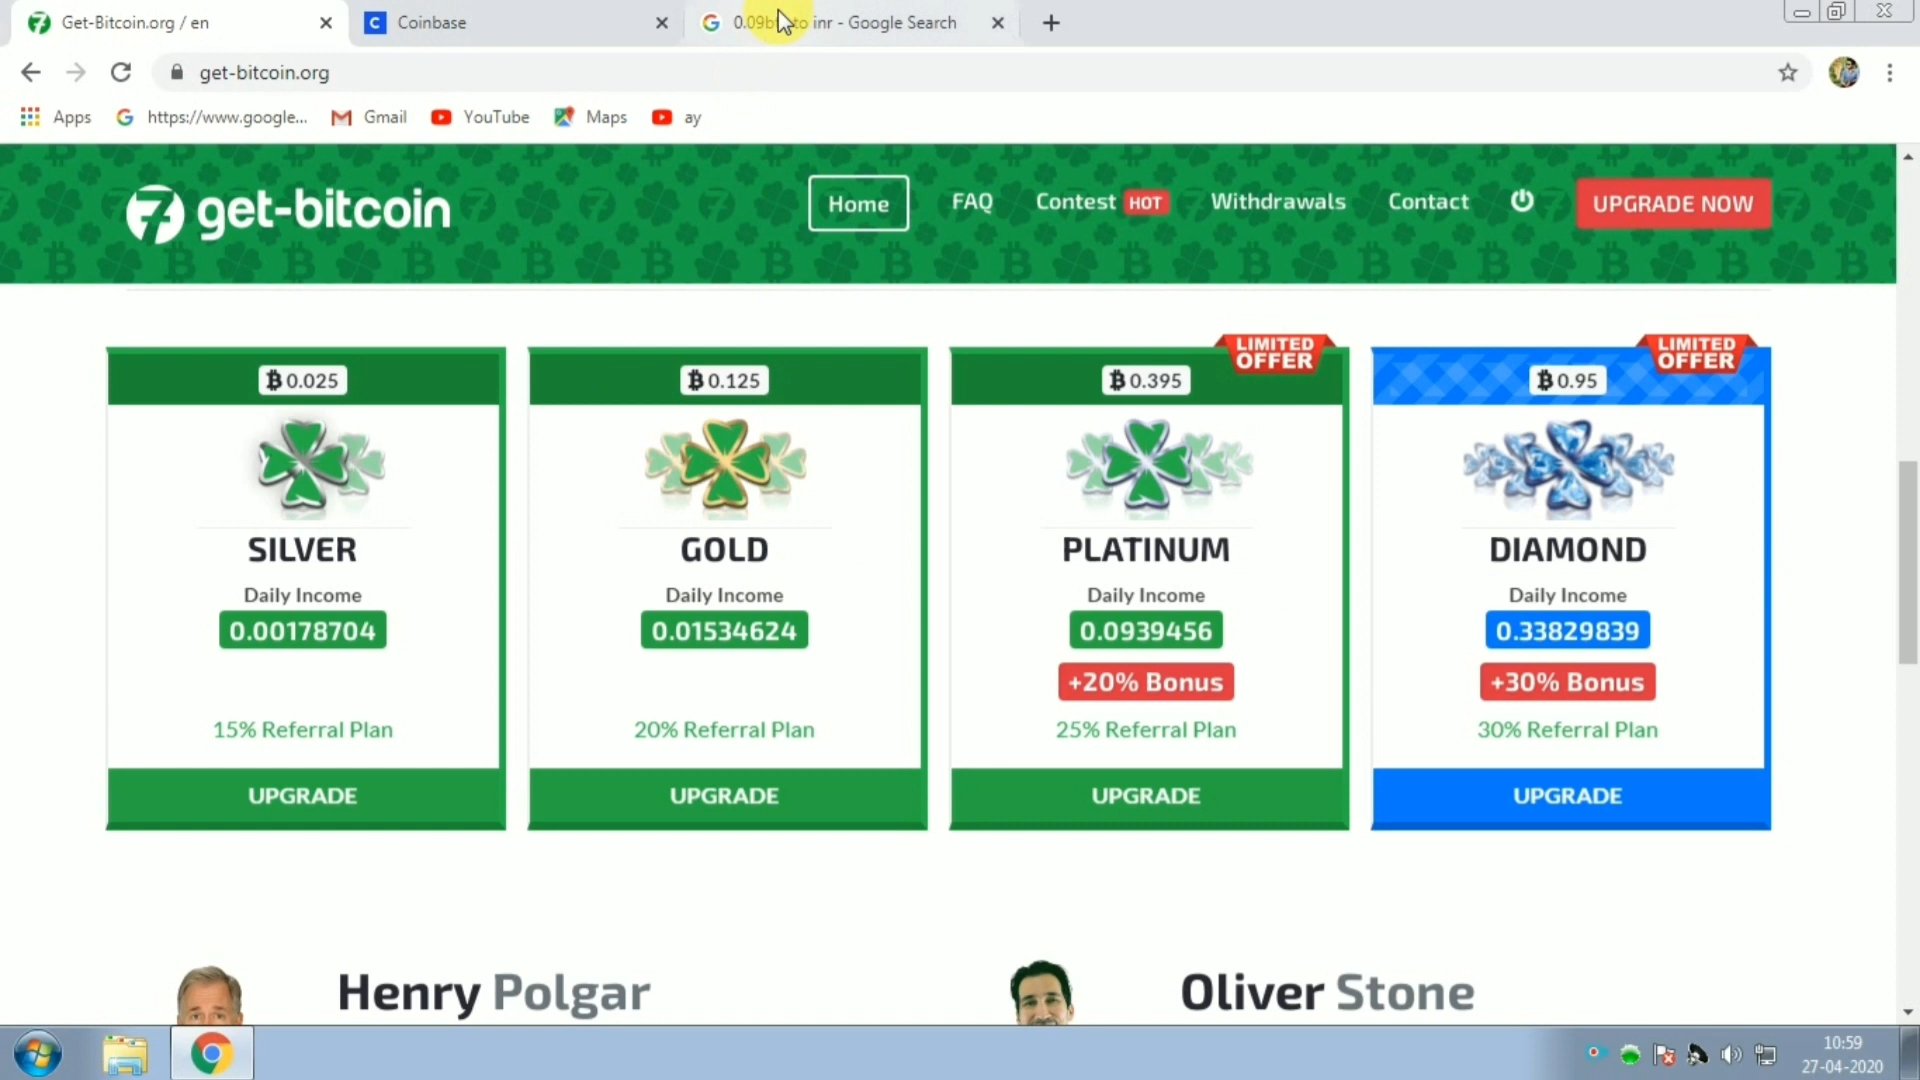 Get-Bitcoin.org / en
Coinbase
inr - Google Search
get-bitcoin.org
Apps
https://www.google...
Gmail
YouTube
Maps
ay
get-bitcoin
Home
FAQ
Contest HOT
Withdrawals
Contact
UPGRADE NOW
₿0.025
SILVER
Daily Income
0.00178704
15% Referral Plan
UPGRADE
₿0.125
GOLD
Daily Income
0.01534624
20% Referral Plan
UPGRADE
LIMITED
OFFER
₿0.395
PLATINUM
Daily Income
0.0939456
+20% Bonus
25% Referral Plan
UPGRADE
LIMITED
OFFER
₿0.95
DIAMOND
Daily Income
0.33829839
+30% Bonus
30% Referral Plan
UPGRADE
Henry Polgar
Oliver Stone
10:59
27-04-2020